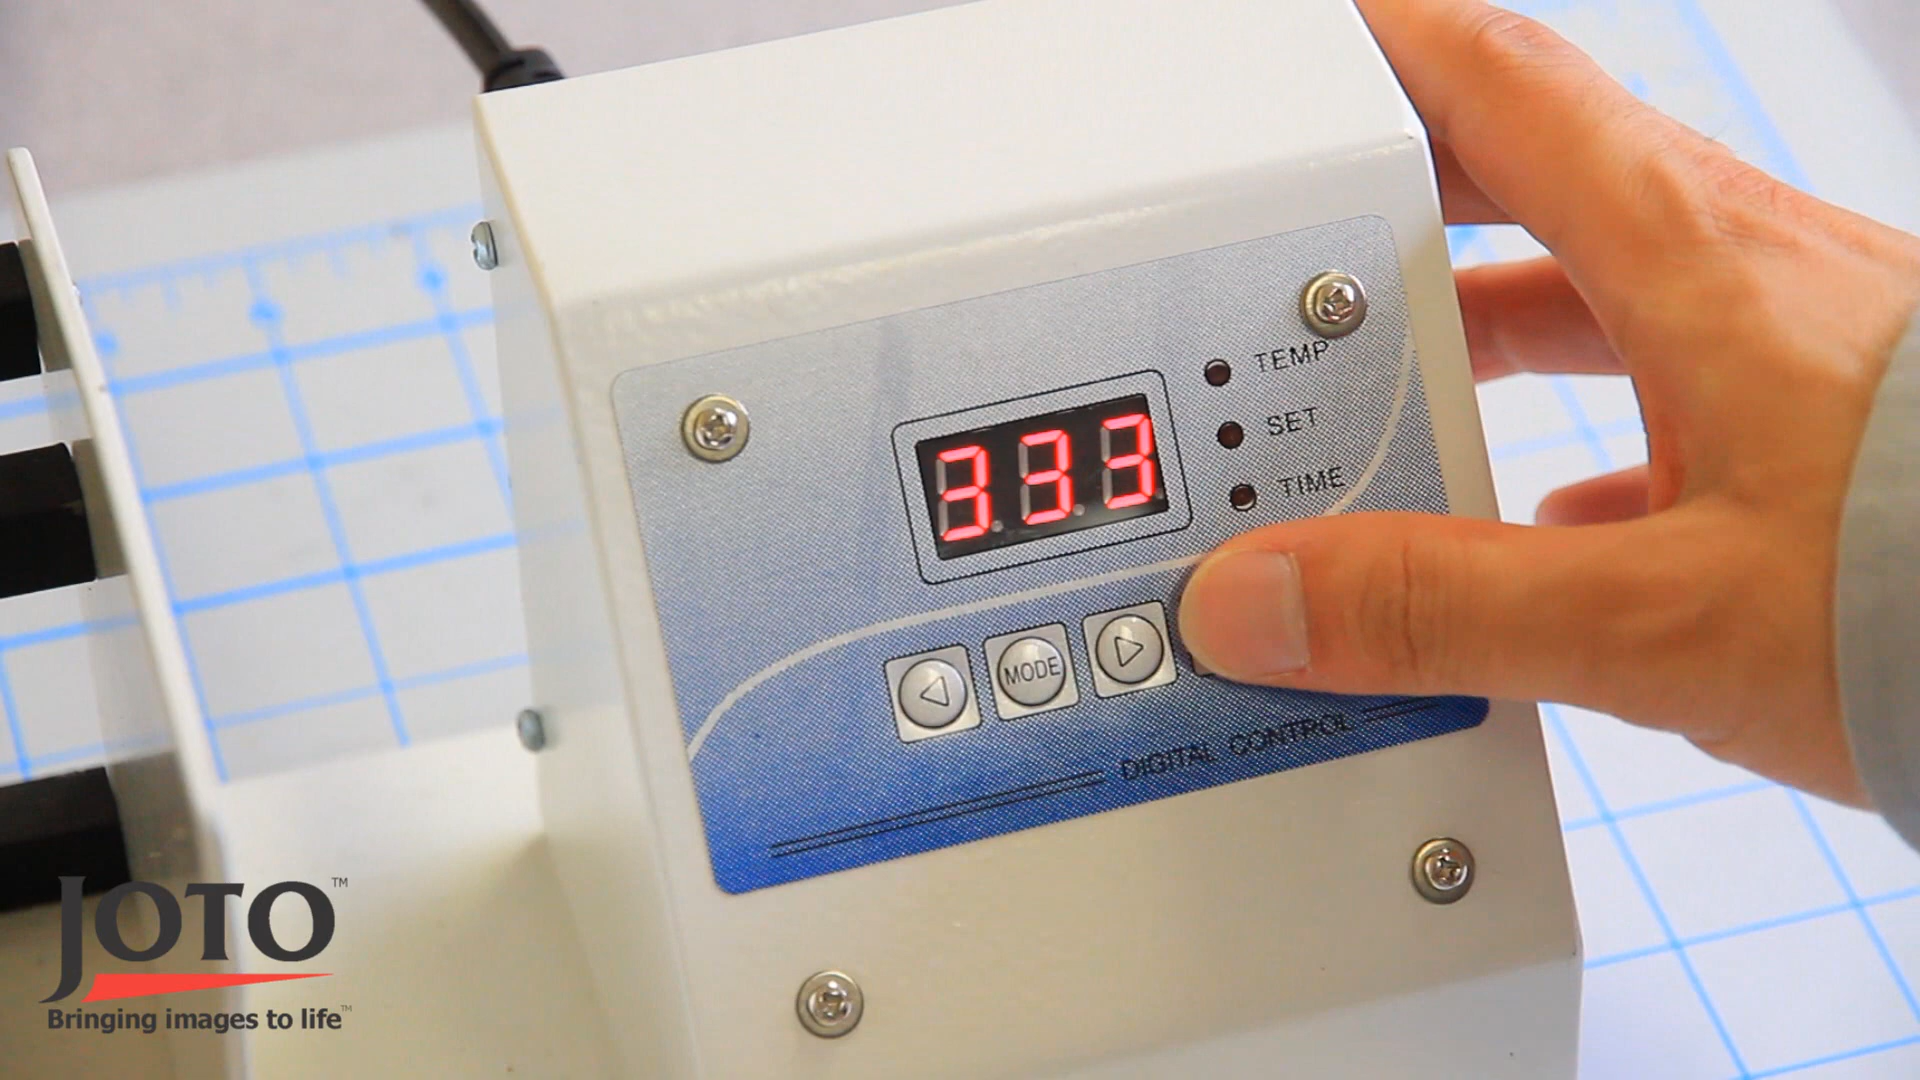 TEMP
SET
333
TIME
MODE
DIGITAL CONTROL
JOTO™
Bringing images to life™